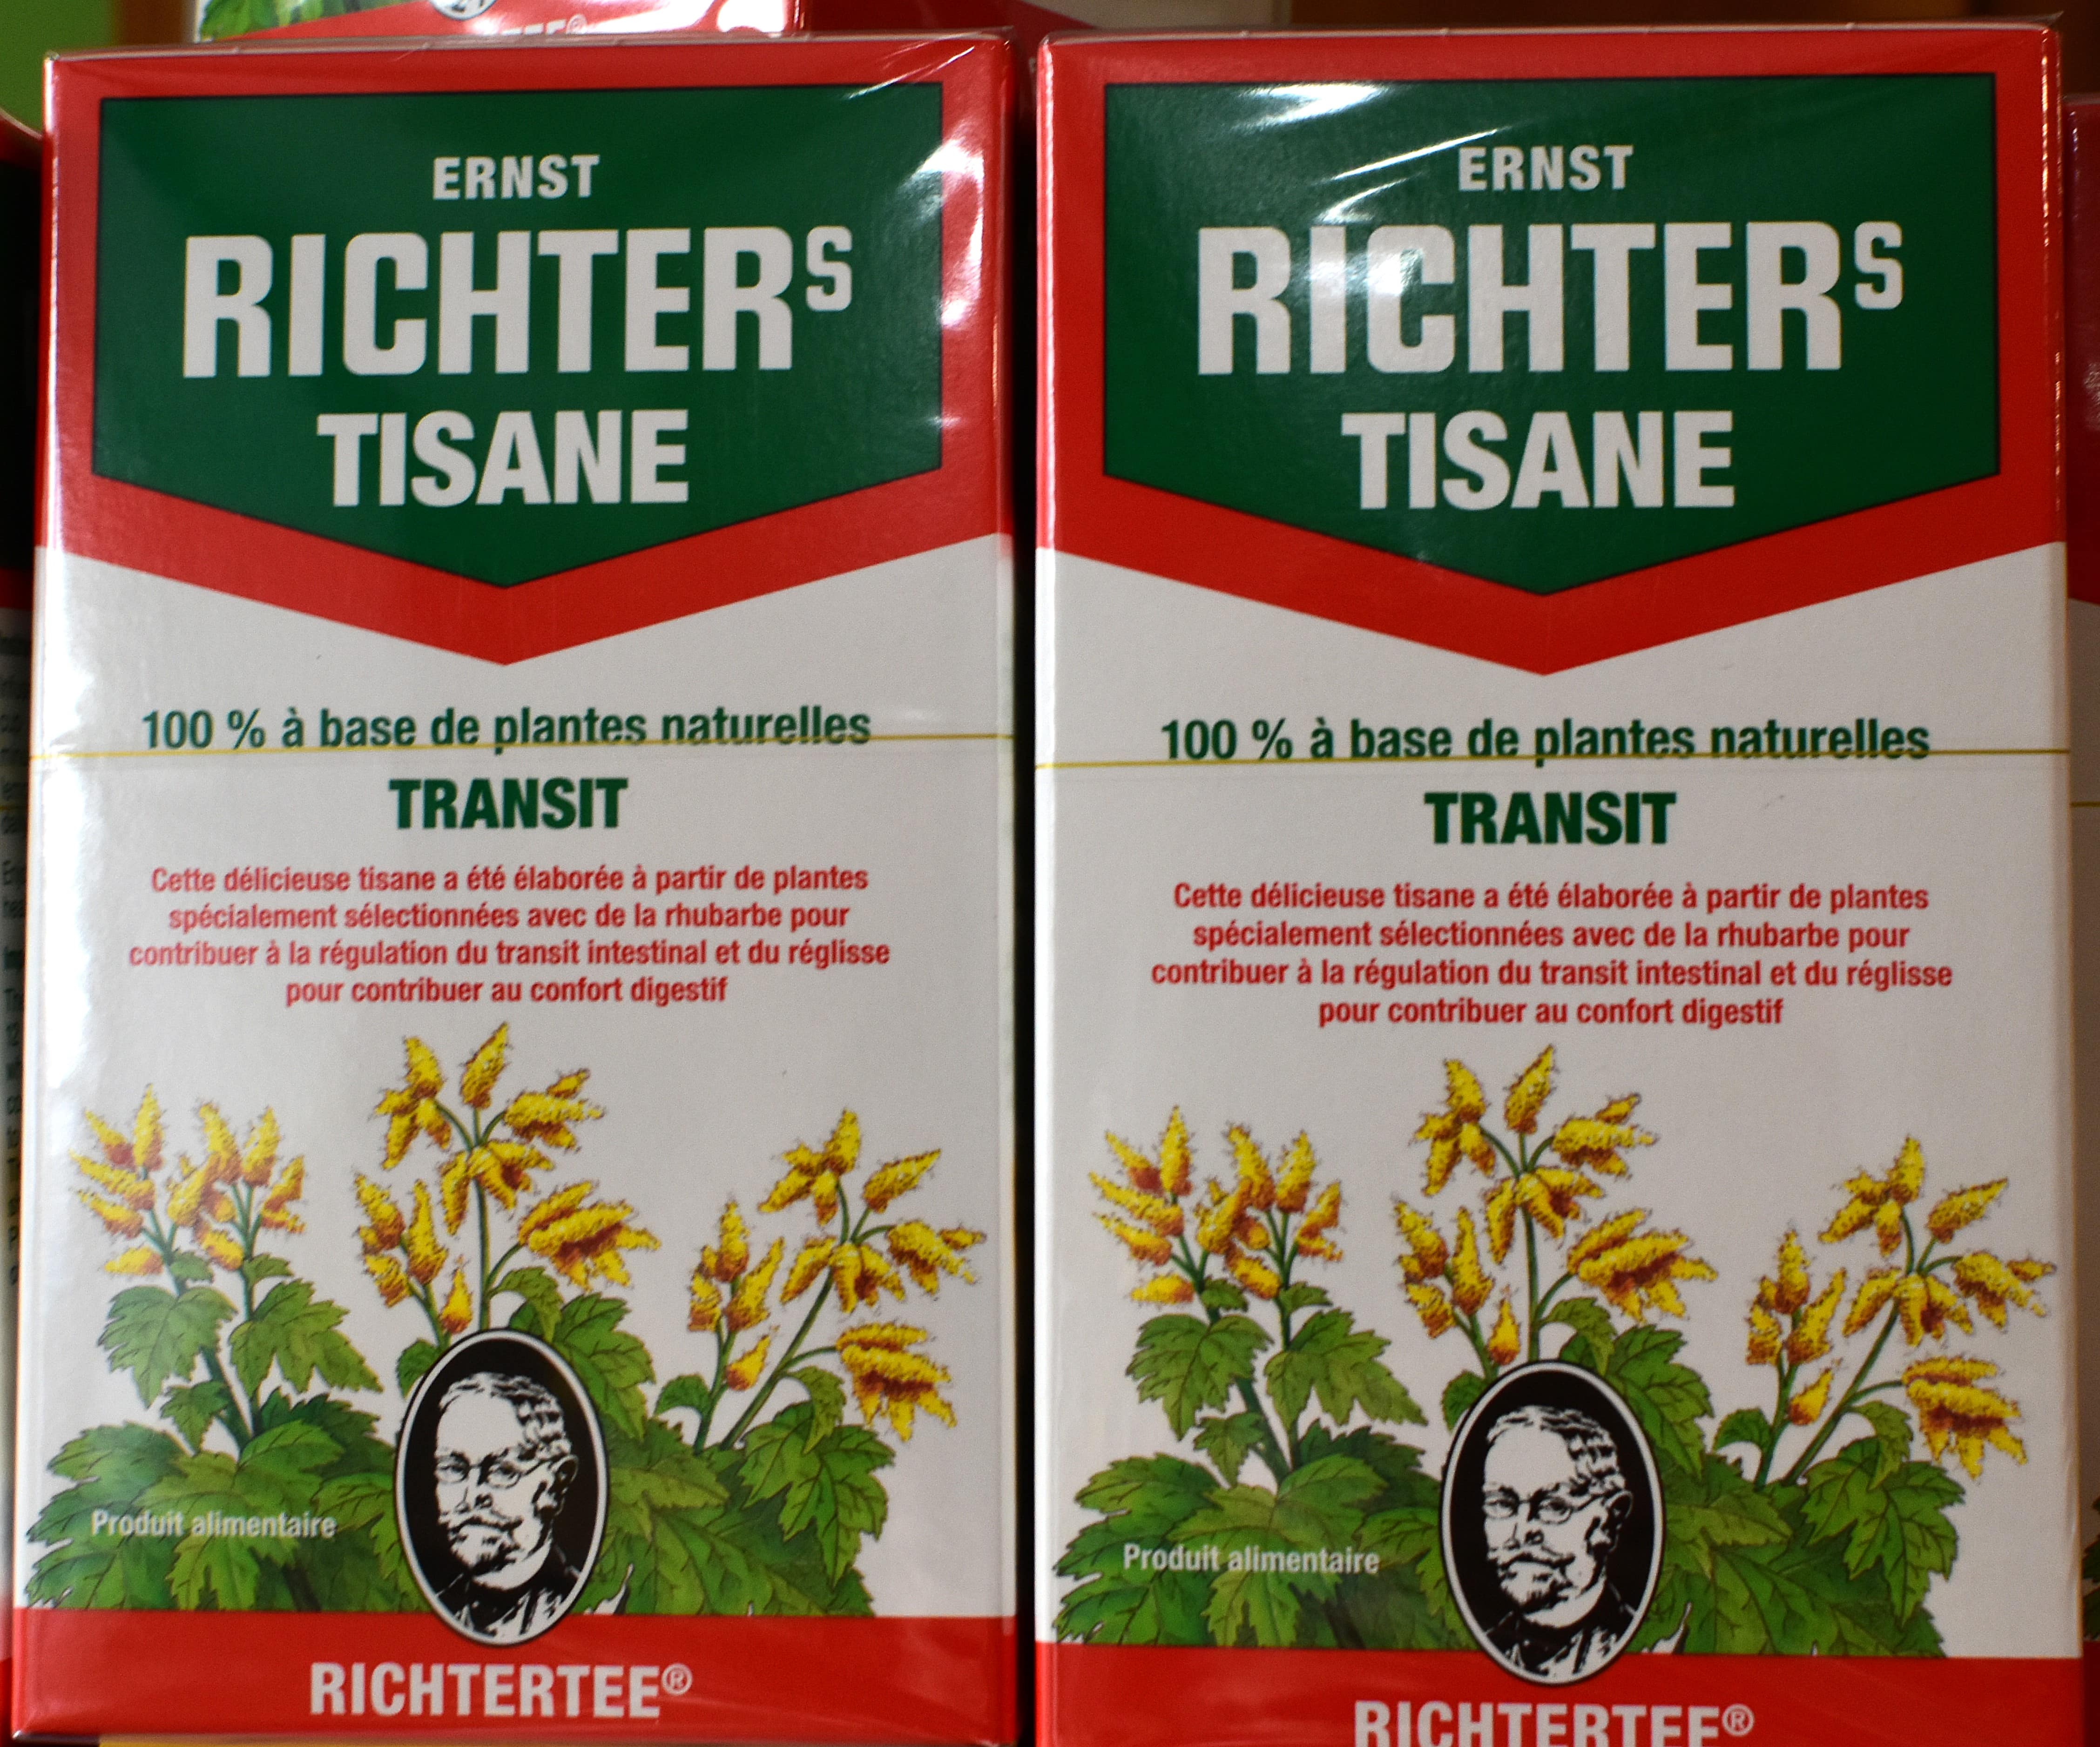 ERNST
RICHTERS
TISANE
100 % à base de plantes naturelles
TRANSIT
Cette délicieuse tisane a été élaborée à partir de plantes
spécialement sélectionnées avec de la rhubarbe pour
contribuer à la régulation du transit intestinal et du réglisse
pour contribuer au confort digestif
Produit alimentaire
RICHTERTEE®
ERNST
RICHTERS
TISANE
100 % à base de plantes naturelles
TRANSIT
Cette délicieuse tisane a été élaborée à partir de plantes
spécialement sélectionnées avec de la rhubarbe pour
contribuer à la régulation du transit intestinal et du réglisse
pour contribuer au confort digestif
Produit alimentaire
RICHTERTEE®